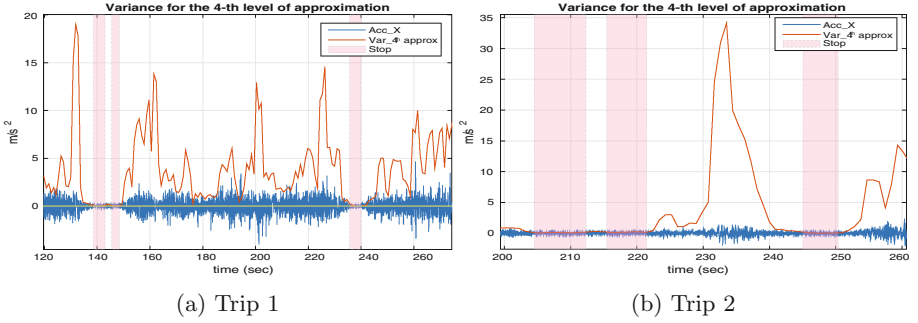 Variance for the 4-th level of approximation
20
15
10
5
0
m/s 2
Acc_X
Var_4h approx
Stop
120 140 160 180 200 220 240 260
time (sec)
(a) Trip 1
Variance for the 4-th level of approximation
35
30
25
20
15
10
5
0
m/s 2
Acc_X
Var_4h approx
Stop
200 210 220 230 240 250 260
time (sec)
(b) Trip 2